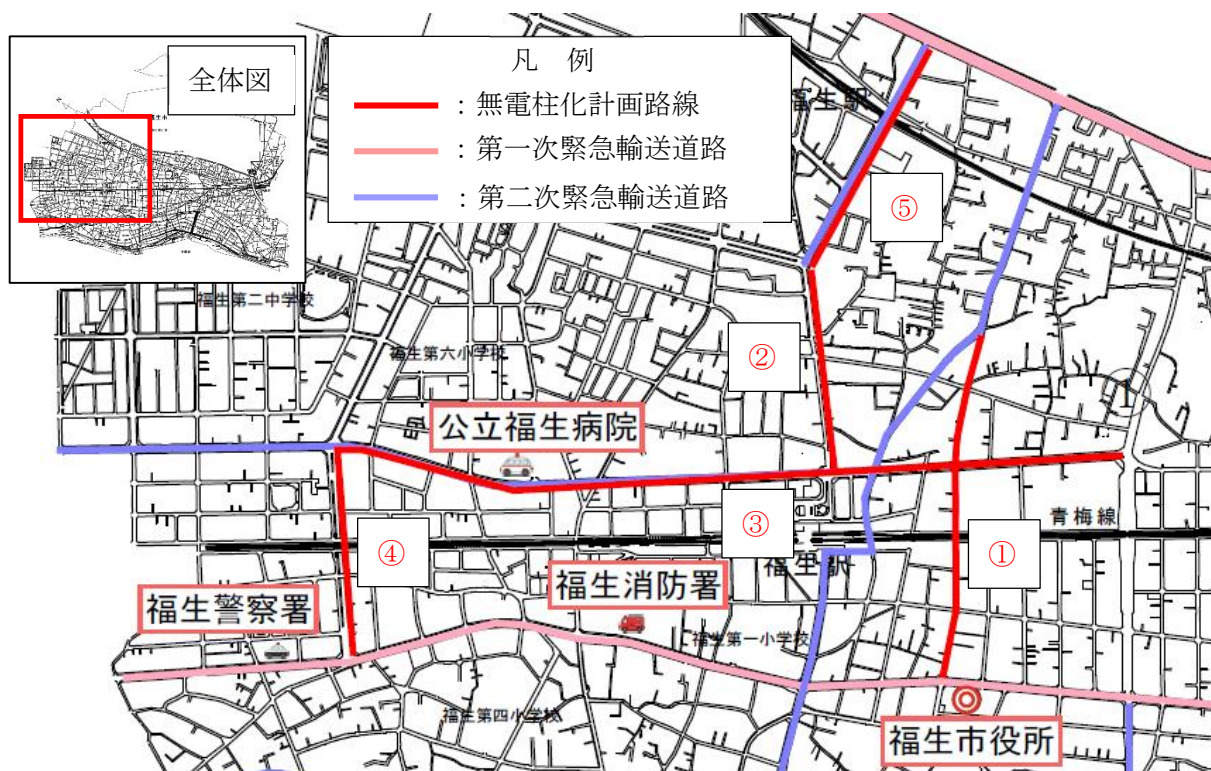 全体図
凡 例
：無電柱化計画路線
：第一次緊急輸送道路
：第二次緊急輸送道路
福生駅
⑤
福生第二中学校
②
福生第六小学校
①
公立福生病院
③
青梅線
④
①
福生消防署
福生駅
福生警察署
福生第一小学校
福生第四小学校
福生市役所